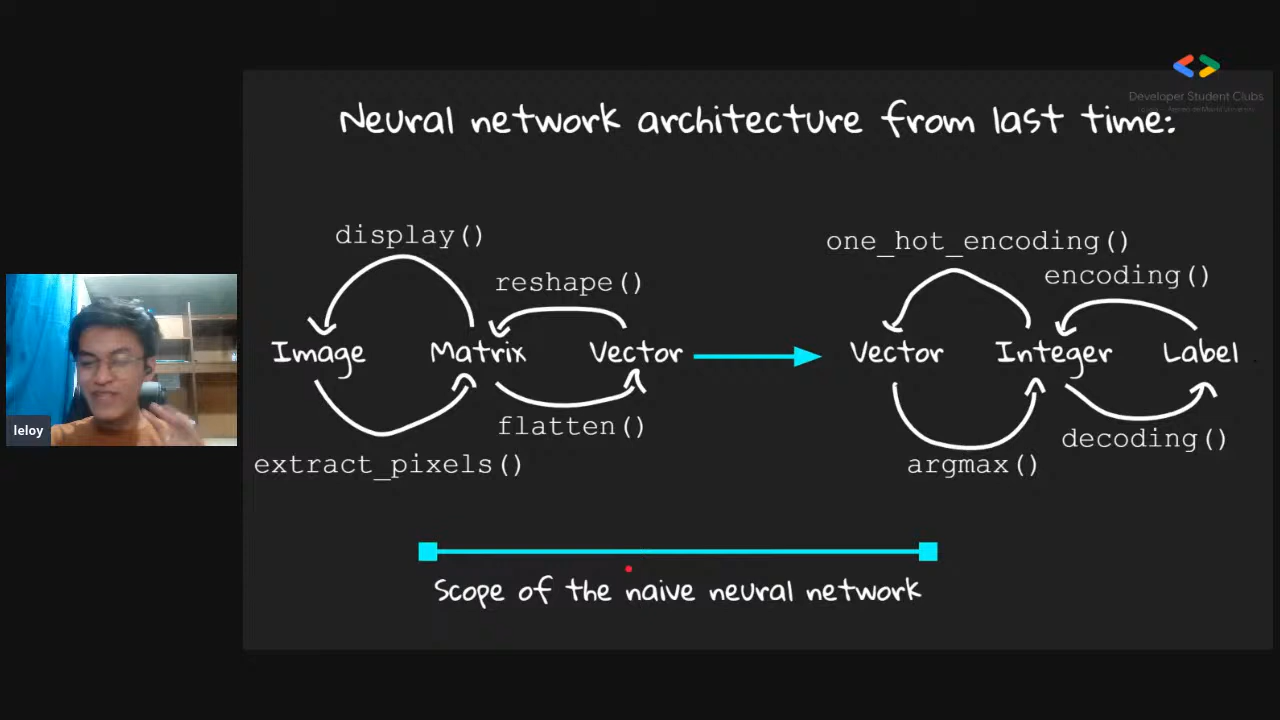 Developer Student Clubs
Neural network architecture from last time:
display()
one_hot_encoding()
reshape()
encoding()
Image Matrix Vector Vector Integer Label
leloy
flatten()
decoding()
extract_pixels()
argmax()
Scope of the naive neural network